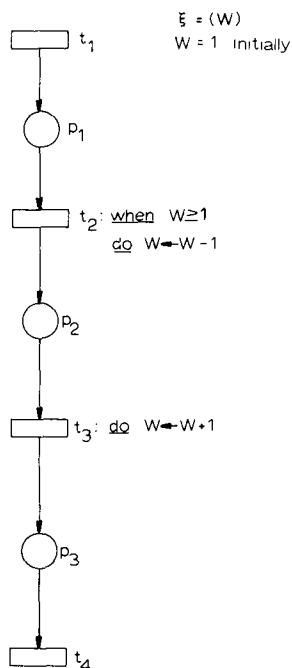 ξ = (W)
W = 1 initially
t1
p1
t2: when W≥1
do W←W-1
p2
t3: do W←W+1
p3
t4